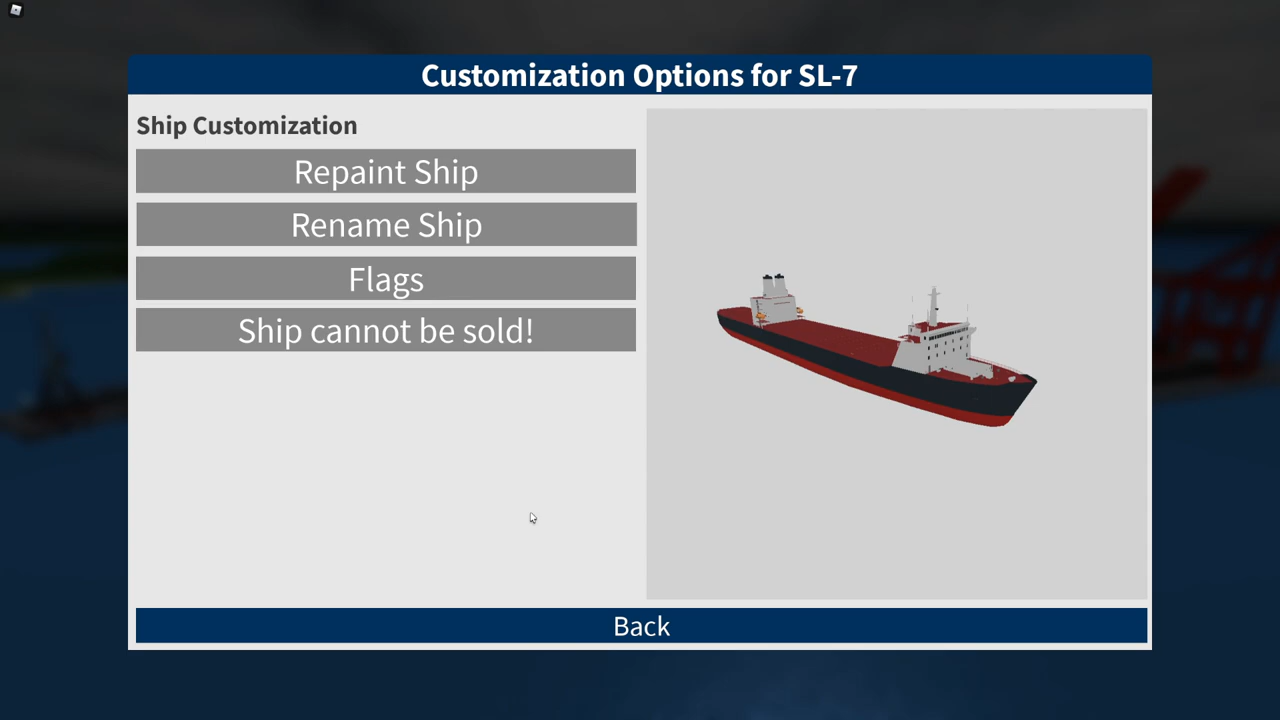 Customization Options for SL-7
Ship Customization
Repaint Ship
Rename Ship
Flags
Ship cannot be sold!
Back